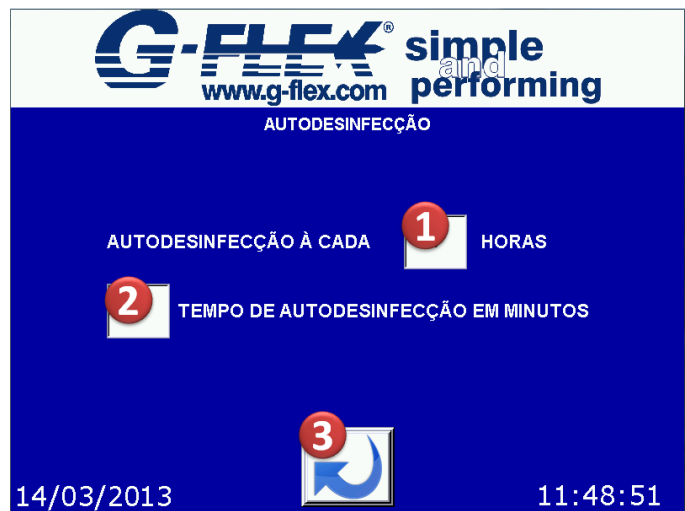 G-FLEX® simple
and
www.g-flex.com performing
AUTODESINFECÇÃO
AUTODESINFECÇÃO À CADA 1 HORAS
2 TEMPO DE AUTODESINFECÇÃO EM MINUTOS
3
14/03/2013 11:48:51